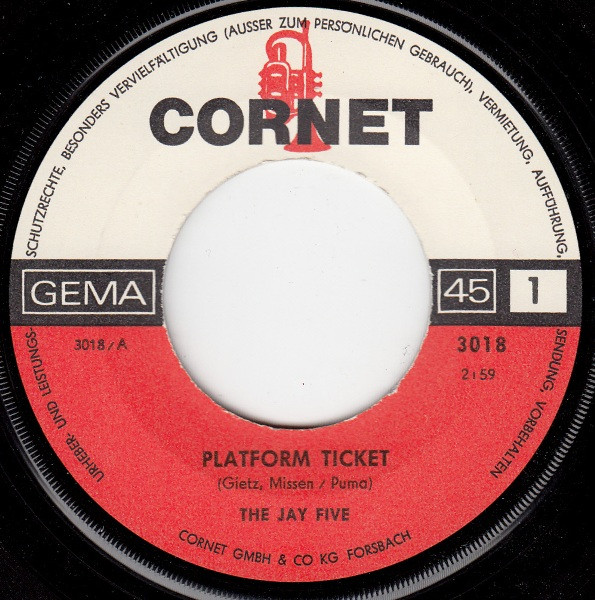 URHEBER- UND LEISTUNGS- SCHUTZRECHTE, BESONDERS VERVIELFÄLTIGUNG (AUSSER ZUM PERSÖNLICHEN GEBRAUCH), VERMIETUNG, AUFFÜHRUNG, SENDUNG, VORBEHALTEN
CORNET
GEMA 45 1
3018/A 3018
2:59
PLATFORM TICKET
(Gietz, Missen / Puma)
THE JAY FIVE
CORNET GMBH & CO KG FORSBACH